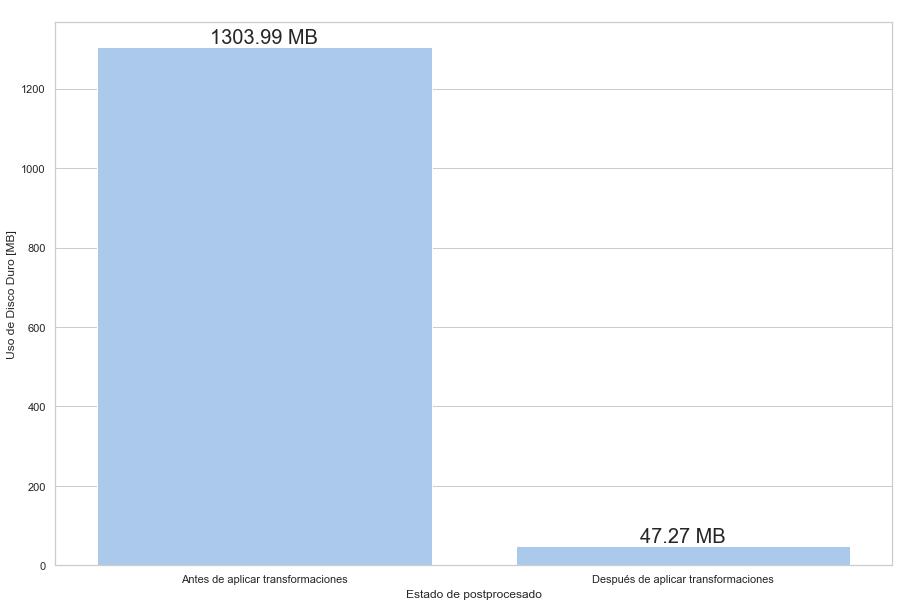 1303.99 MB
1200
1000
800
600
400
200
0
Uso de Disco Duro [MB]
47.27 MB
Antes de aplicar transformaciones
Después de aplicar transformaciones
Estado de postprocesado